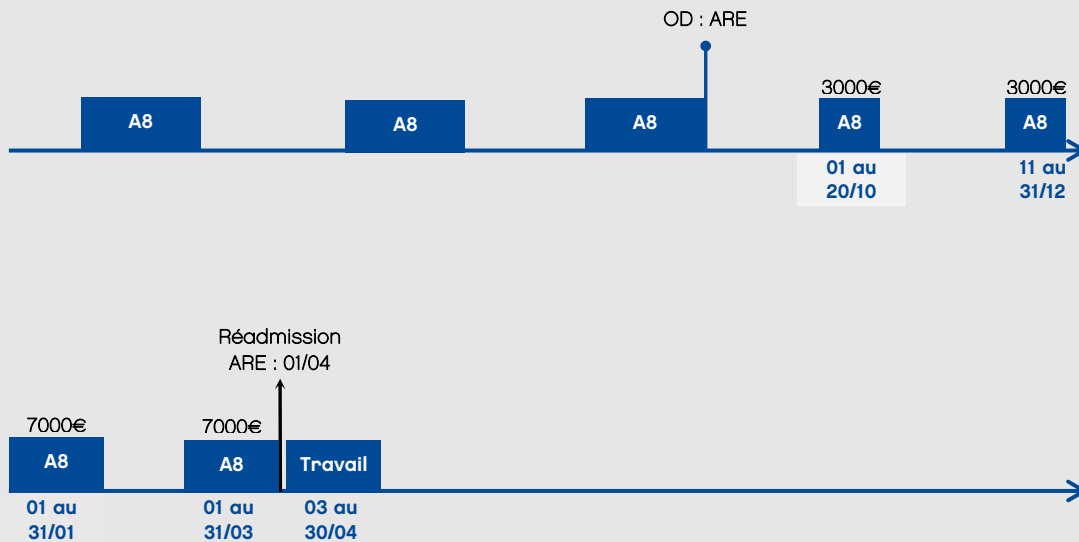 OD : ARE
3000€
3000€
A8
A8
A8
A8
A8
01 au
20/10
11 au
31/12
Réadmission
ARE : 01/04
7000€
7000€
A8
A8
Travail
01 au
31/01
01 au
31/03
03 au
30/04